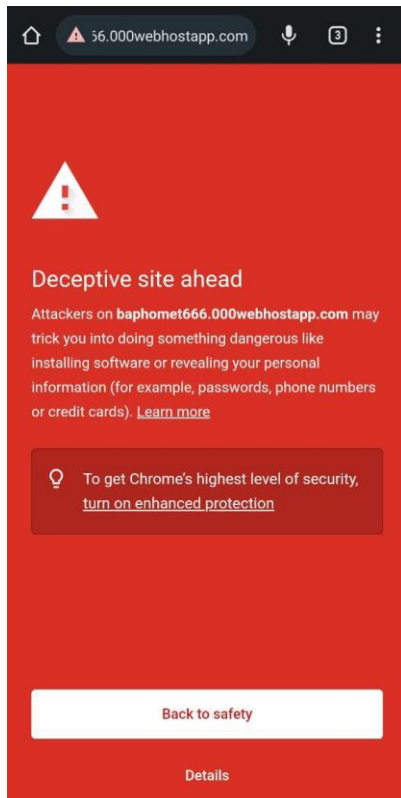 56.000webhostapp.com
3
Deceptive site ahead
Attackers on baphomet666.000webhostapp.com may
trick you into doing something dangerous like
installing software or revealing your personal
information (for example, passwords, phone numbers
or credit cards). Learn more
To get Chrome's highest level of security,
turn on enhanced protection
Back to safety
Details